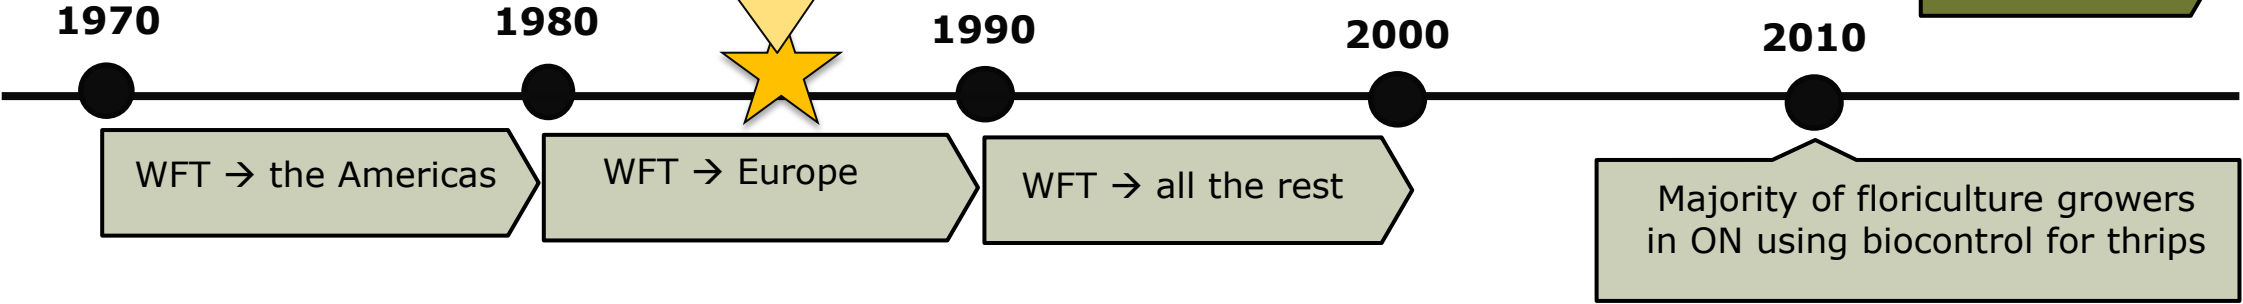 1970
1980
1990
2000
2010
WFT → the Americas
WFT → Europe
WFT → all the rest
Majority of floriculture growers
in ON using biocontrol for thrips